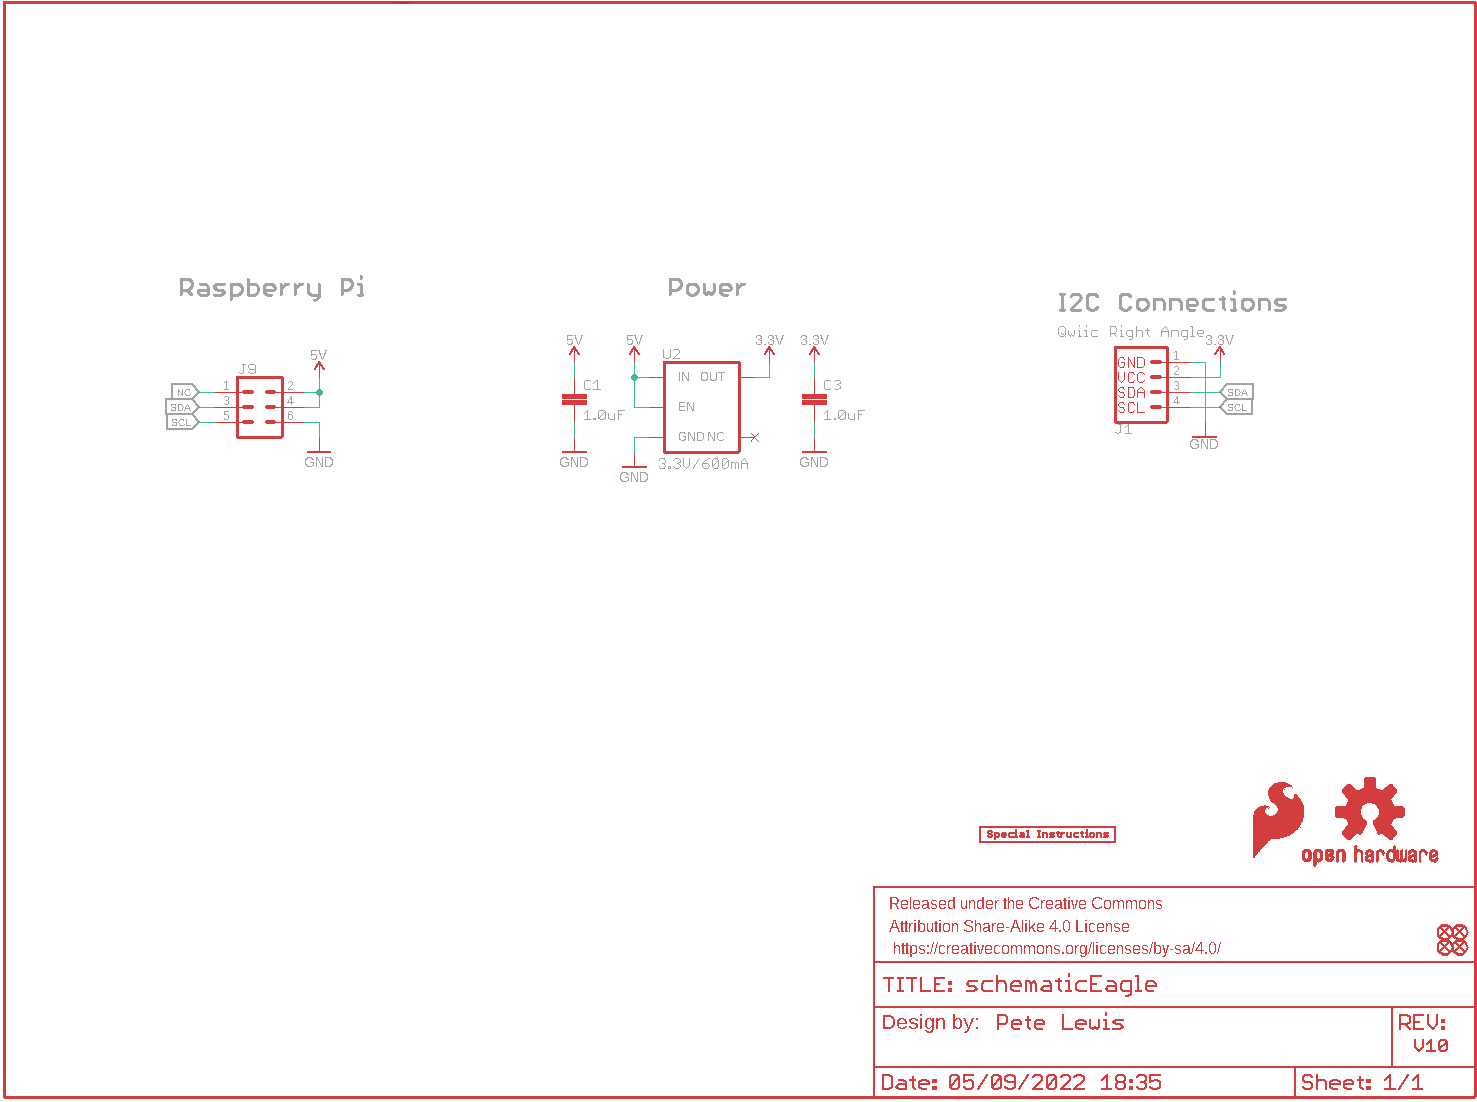 Raspberry Pi
J9
5V
NC
SDA
SCL
1
3
5
2
4
6
GND
Power
5V
C1
1.0uF
GND
5V
U2
IN OUT
EN
GND NC
3.3V/600mA
GND
3.3V
3.3V
C3
1.0uF
GND
I2C Connections
Qwiic Right Angle
3.3V
GND 1
VCC 2
SDA 3
SCL 4
J1
SDA
SCL
GND
Special Instructions
open hardware
Released under the Creative Commons
Attribution Share-Alike 4.0 License
https://creativecommons.org/licenses/by-sa/4.0/
TITLE: schematicEagle
Design by: Pete Lewis
REV:
V10
Date: 05/09/2022 18:35
Sheet: 1/1